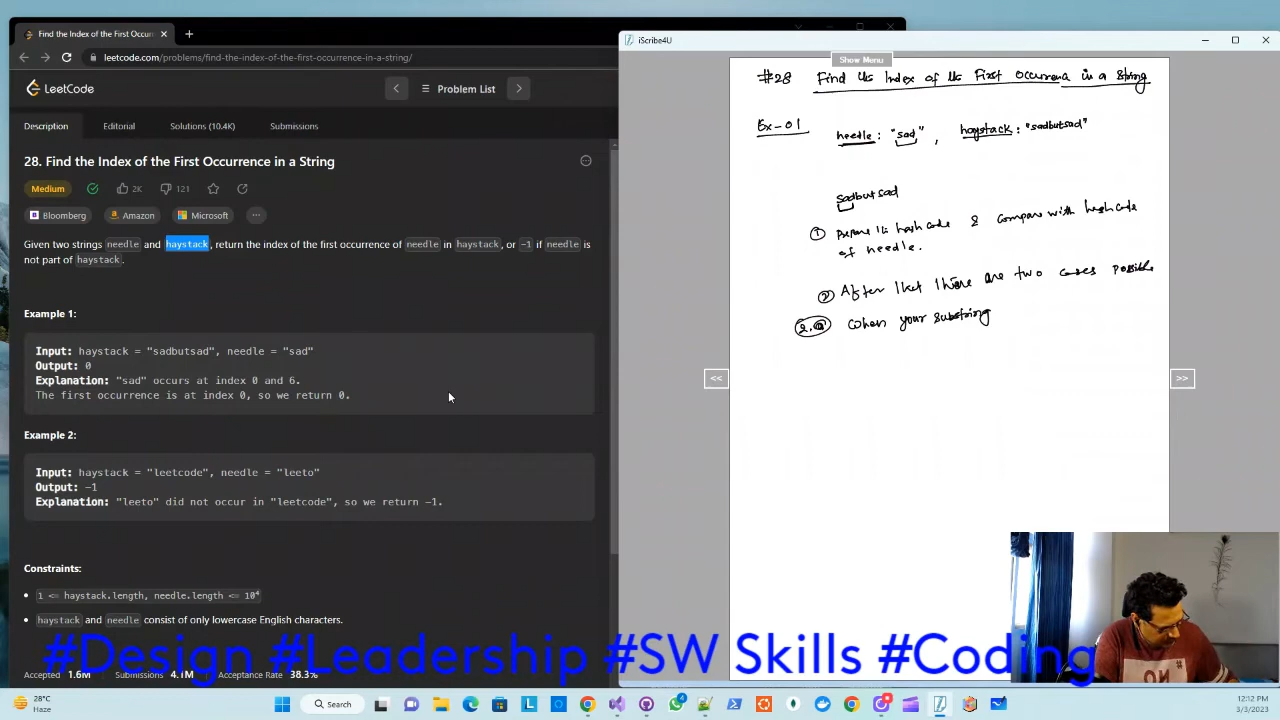 Find the Index of the First Occurr
leetcode.com/problems/find-the-index-of-the-first-occurrence-in-a-string/
LeetCode
Problem List
Description
Editorial
Solutions (10.4K)
Submissions
28. Find the Index of the First Occurrence in a String
Medium
2K
121
Bloomberg
Amazon
Microsoft
Given two strings needle and haystack, return the index of the first occurrence of needle in haystack, or -1 if needle is
not part of haystack.
Example 1:
Input: haystack = "sadbutsad", needle = "sad"
Output: 0
Explanation: "sad" occurs at index 0 and 6.
The first occurrence is at index 0, so we return 0.
Example 2:
Input: haystack = "leetcode", needle = "leeto"
Output: -1
Explanation: "leeto" did not occur in "leetcode", so we return -1.
Constraints:
1 <= haystack.length, needle.length <= 10⁴
haystack and needle consist of only lowercase English characters.
Accepted 1.6M Submissions 4.1M Acceptance Rate 38.3%
iScribe4U
Show Menu
#28 Find the Index of the First Occurrence in a String
Ex-01 needle: "sad", haystack: "sadbutsad"
sadbutsad
① Prepare the hashcode & compare with hashcode
of needle.
② After that there are two cases possible
2.a When your substring
<<
>>
#Design #Leadership #SW Skills #Coding
28°C
Haze
Search
4
12:12 PM
3/3/2023